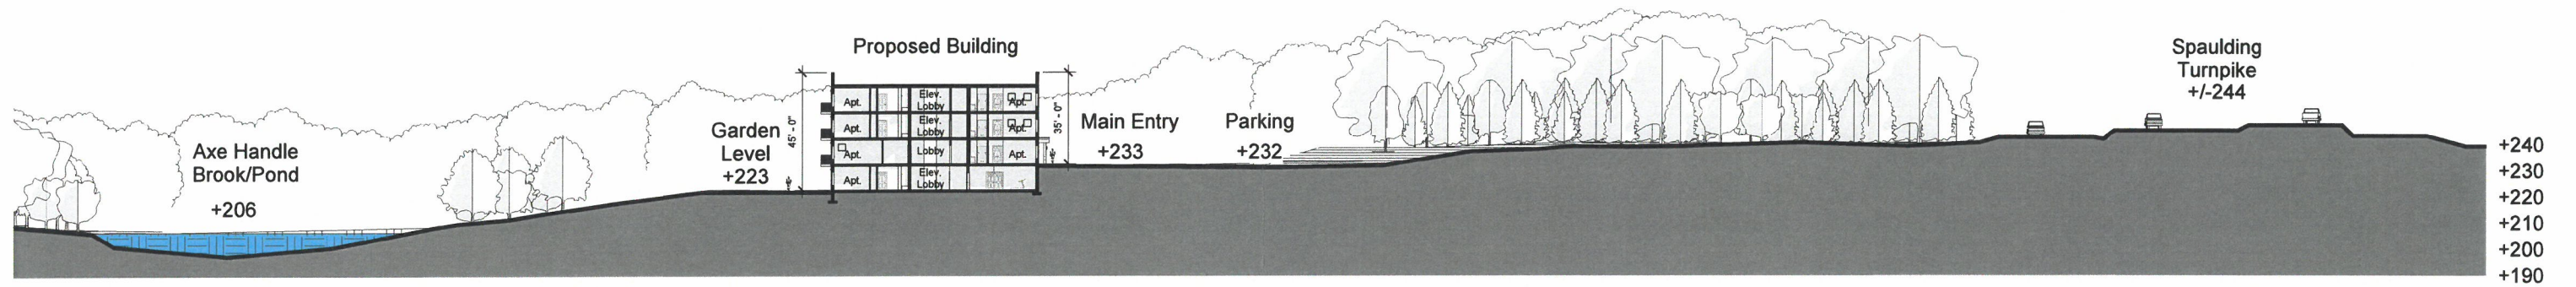 Proposed Building
Spaulding
Turnpike
+/-244
Axe Handle
Brook/Pond
+206
Garden
Level
+223
45' - 0"
Apt.
Elev.
Lobby
Apt.
Apt.
Elev.
Lobby
Apt.
Apt.
Lobby
Apt.
Apt.
Elev.
Lobby
35' - 0"
Main Entry
+233
Parking
+232
+240
+230
+220
+210
+200
+190